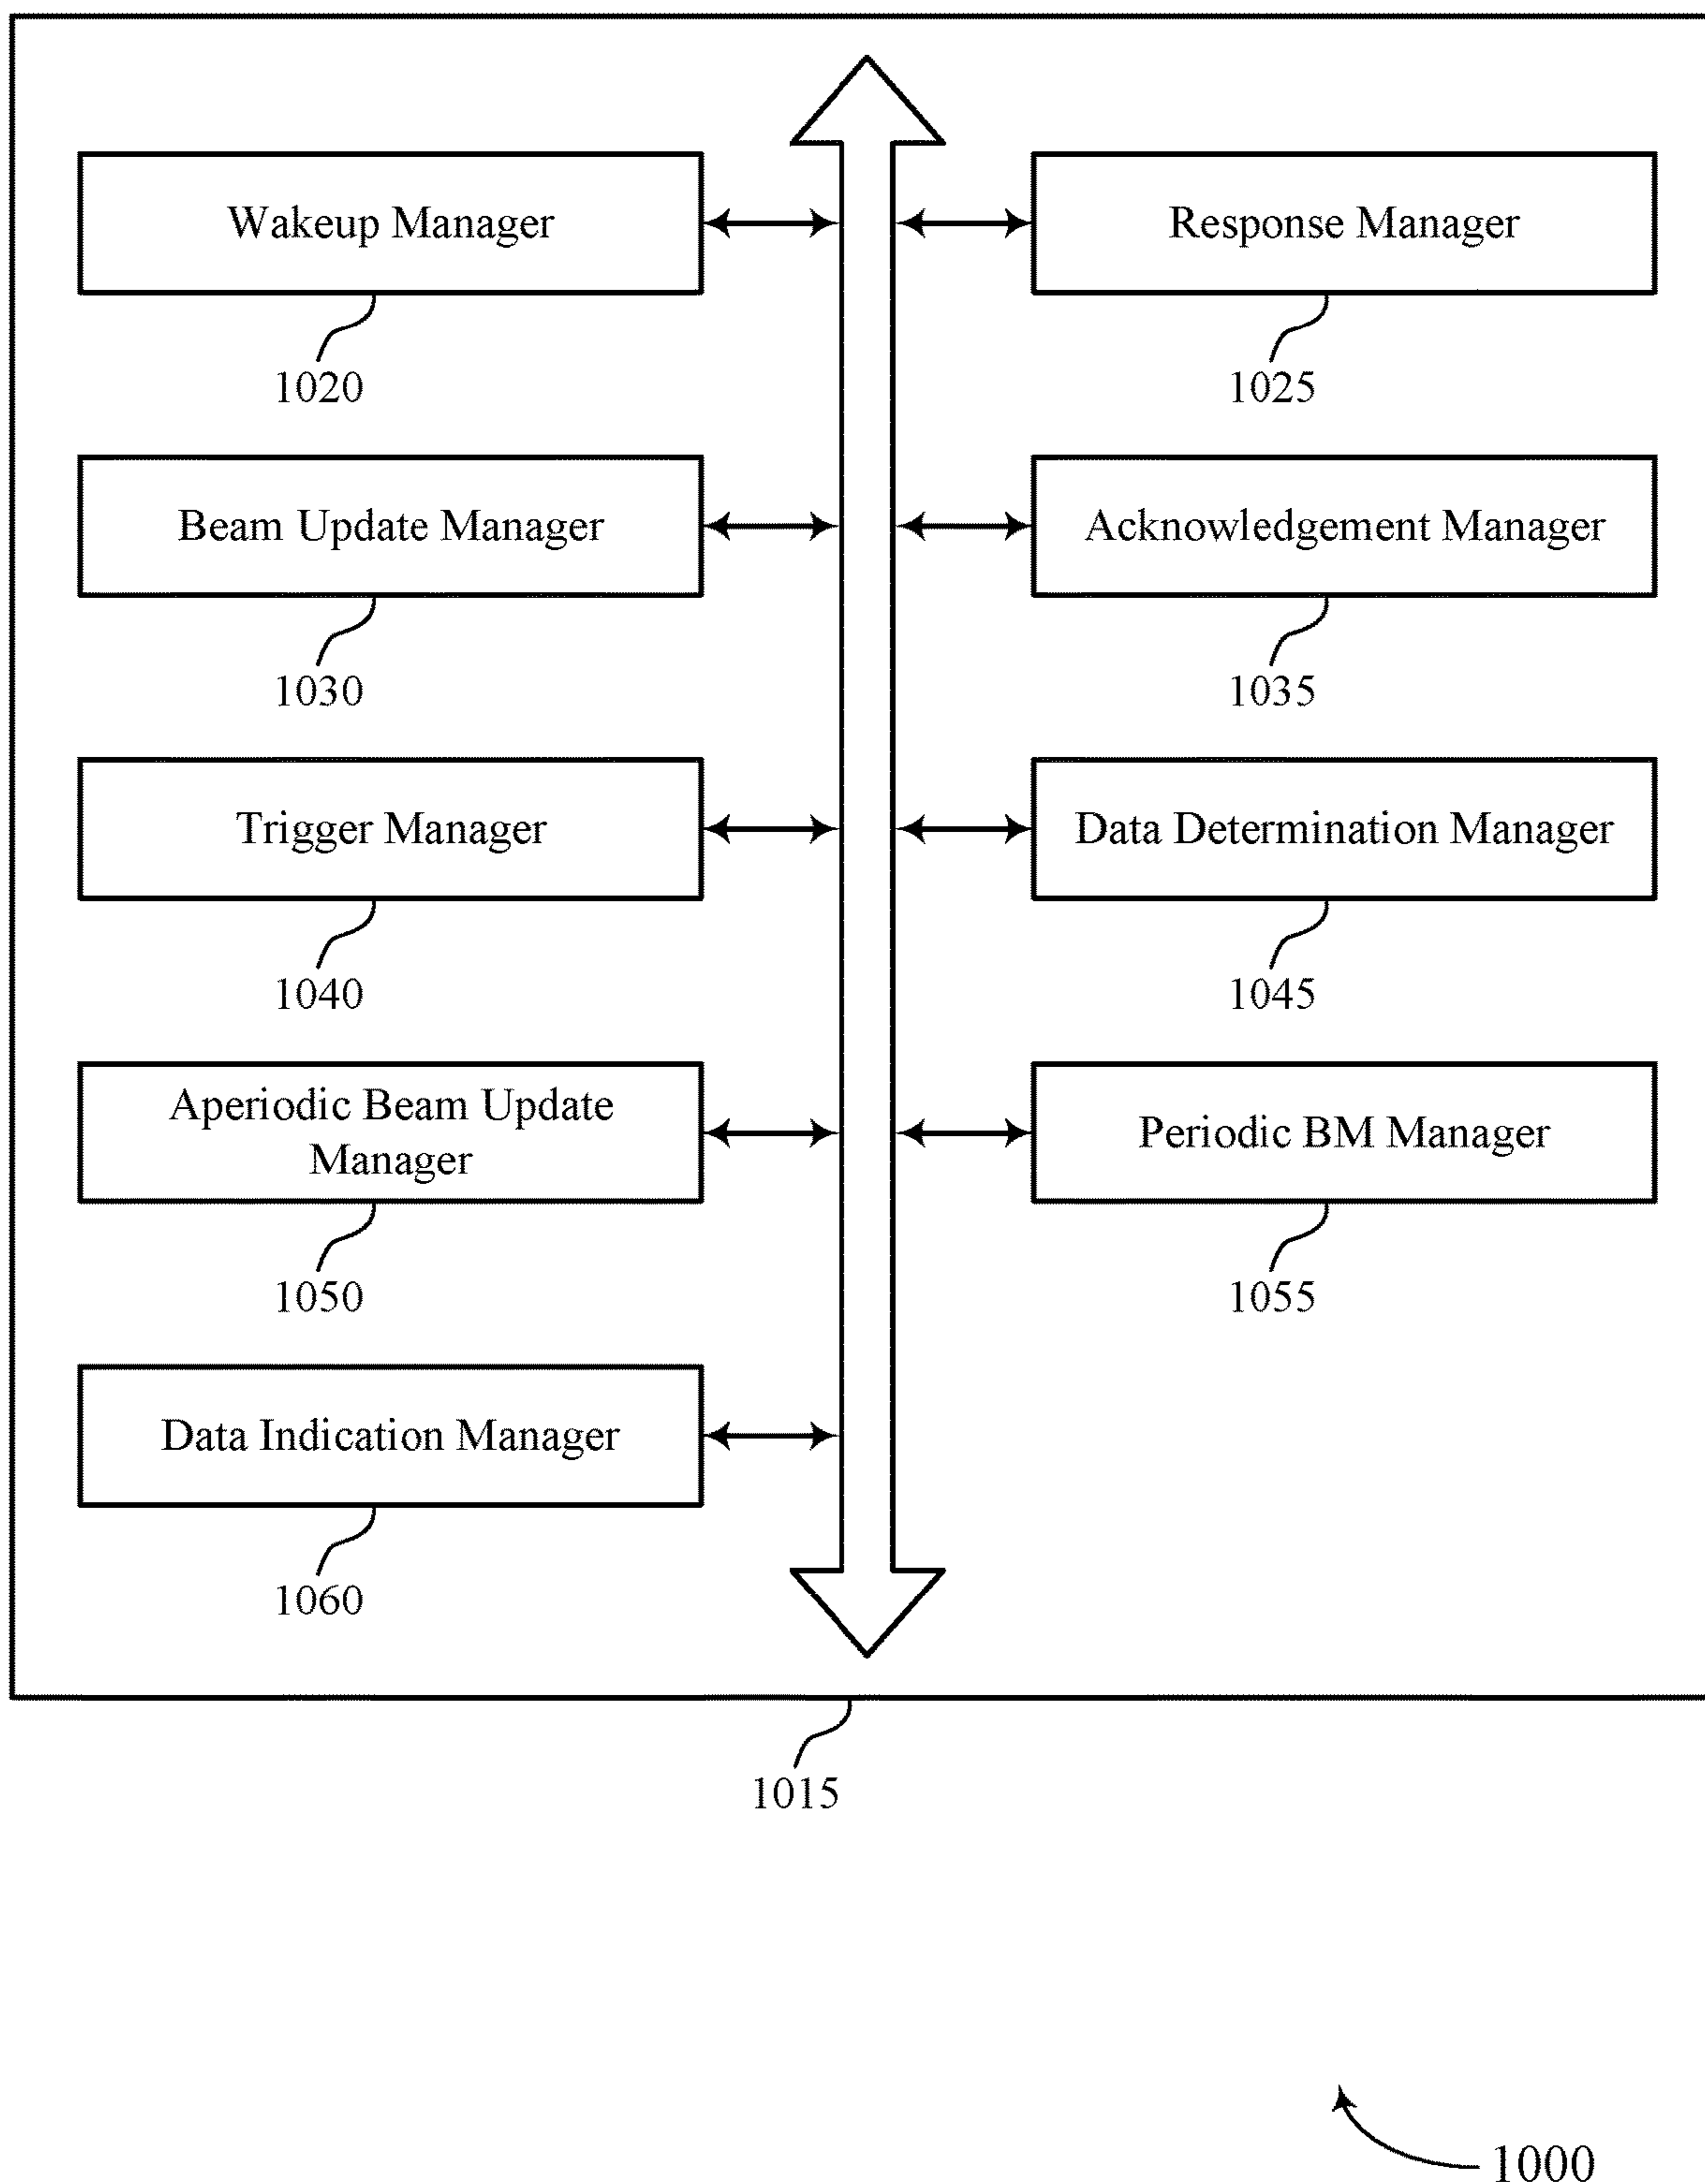 Wakeup Manager
Response Manager
1020
1025
Beam Update Manager
Acknowledgement Manager
1030
1035
Trigger Manager
Data Determination Manager
1040
1045
Aperiodic Beam Update
Manager
Periodic BM Manager
1050
1055
Data Indication Manager
1060
1015
1000